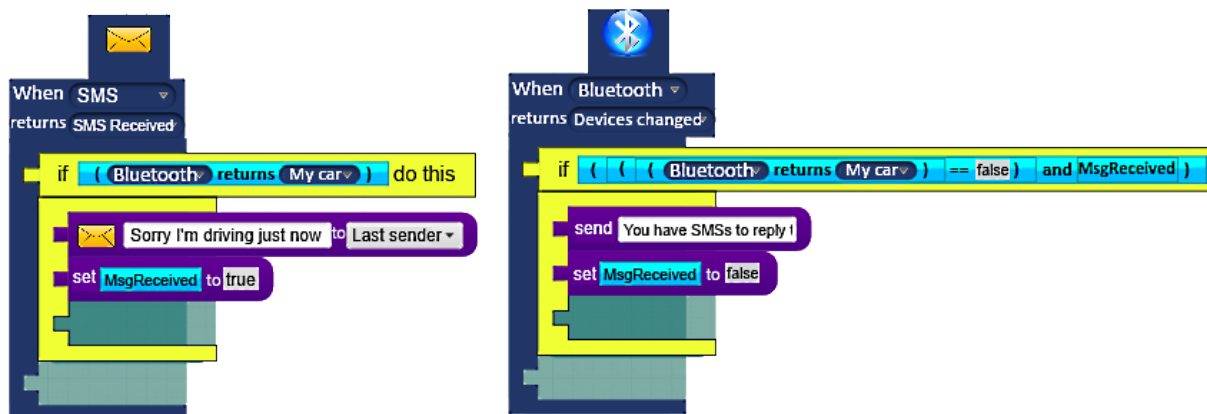 When SMS
returns SMS Received
if ( Bluetooth returns My car ) do this
Sorry I'm driving just now to Last sender
set MsgReceived to true
When Bluetooth
returns Devices changed
if ( ( ( Bluetooth returns My car ) == false ) and MsgReceived )
send You have SMSs to reply t
set MsgReceived to false